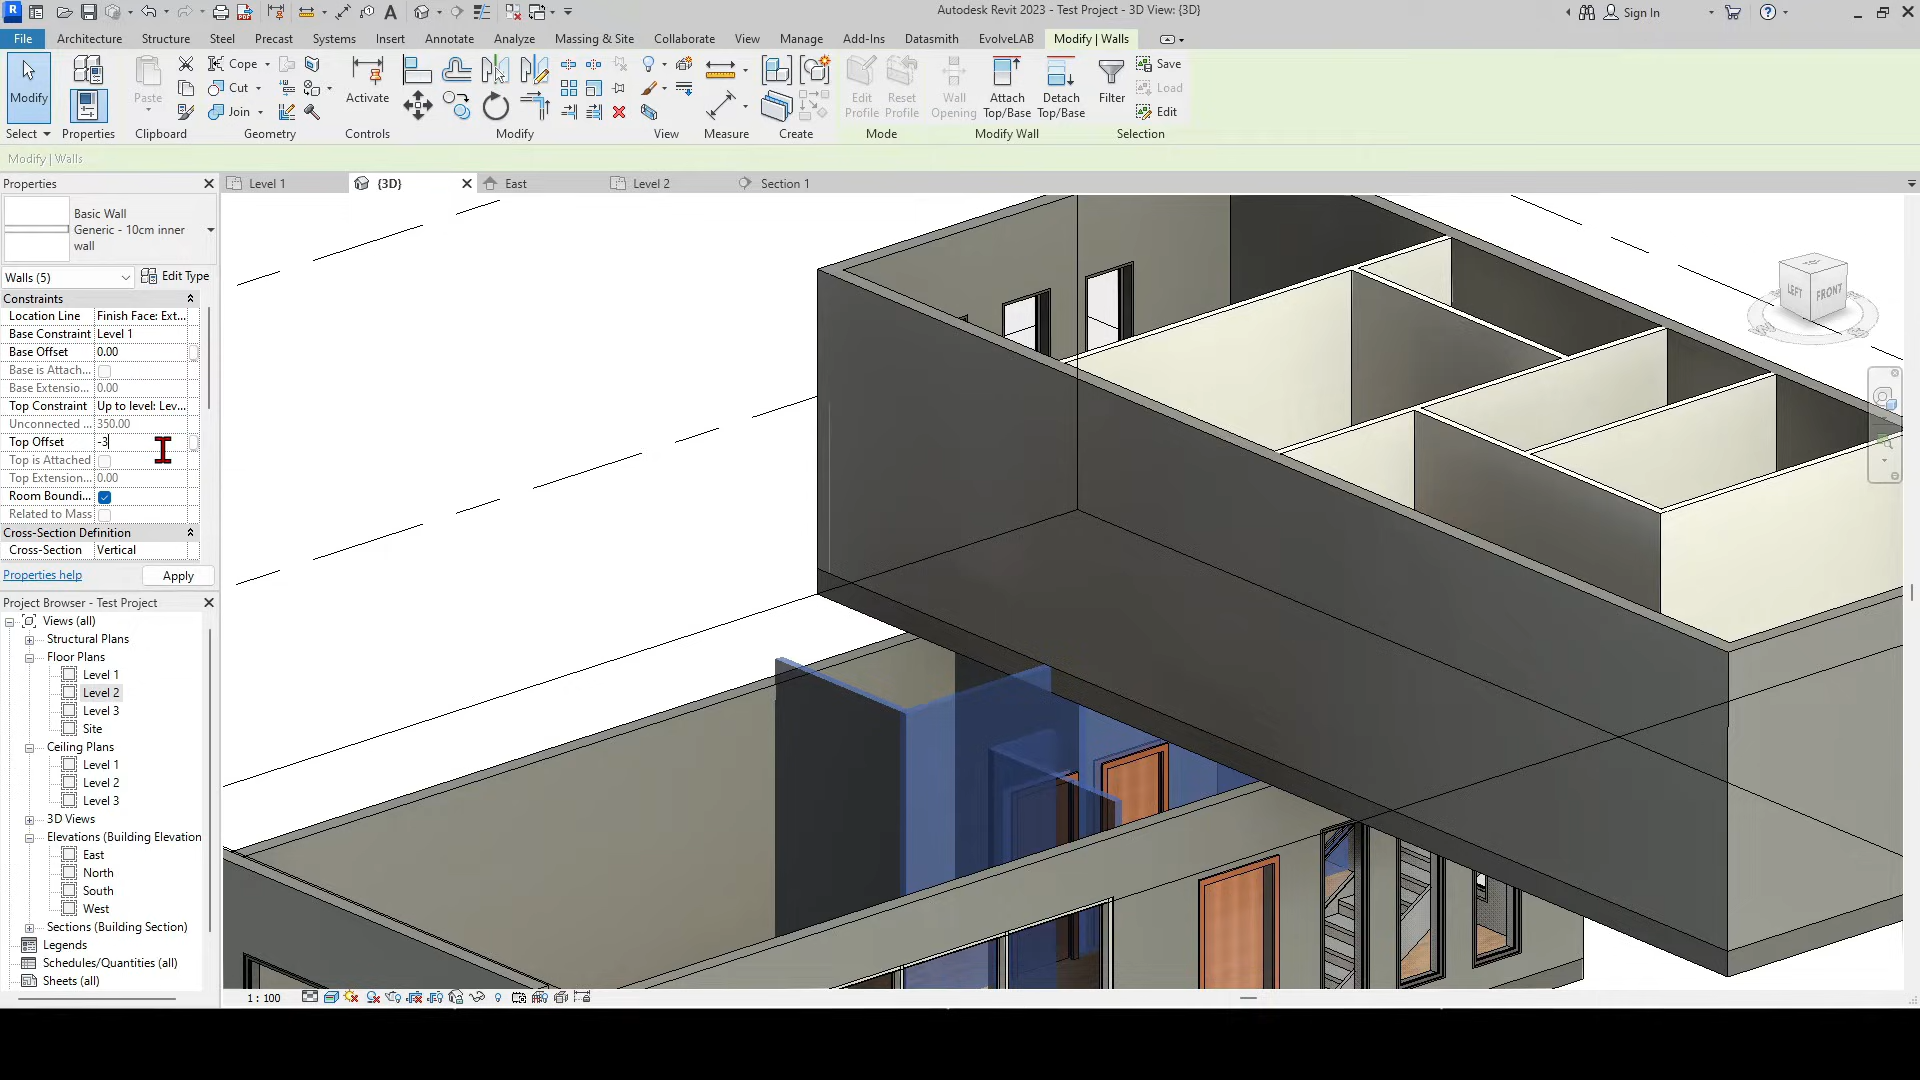 Autodesk Revit 2023 - Test Project - 3D View: {3D}
Sign In
File Architecture Structure Steel Precast Systems Insert Annotate Analyze Massing & Site Collaborate View Manage Add-Ins Datasmith EvolveLAB Modify | Walls
Modify
Select
Properties
Paste
Clipboard
Cope
Cut
Join
Geometry
Activate
Controls
Modify
View
Measure
Create
Edit Profile
Reset Profile
Mode
Wall Opening
Attach Top/Base
Detach Top/Base
Modify Wall
Filter
Save
Load
Edit
Selection
Modify | Walls
Properties
Level 1
{3D}
East
Level 2
Section 1
Basic Wall
Generic - 10cm inner
wall
Walls (5)
Edit Type
Constraints
Location Line Finish Face: Ext...
Base Constraint Level 1
Base Offset 0.00
Base is Attach...
Base Extensio... 0.00
Top Constraint Up to level: Lev...
Unconnected ... 350.00
Top Offset -3
Top is Attached
Top Extension... 0.00
Room Boundi...
Related to Mass
Cross-Section Definition
Cross-Section Vertical
Properties help
Apply
Project Browser - Test Project
Views (all)
Structural Plans
Floor Plans
Level 1
Level 2
Level 3
Site
Ceiling Plans
Level 1
Level 2
Level 3
3D Views
Elevations (Building Elevation
East
North
South
West
Sections (Building Section)
Legends
Schedules/Quantities (all)
Sheets (all)
LEFT
FRONT
1 : 100